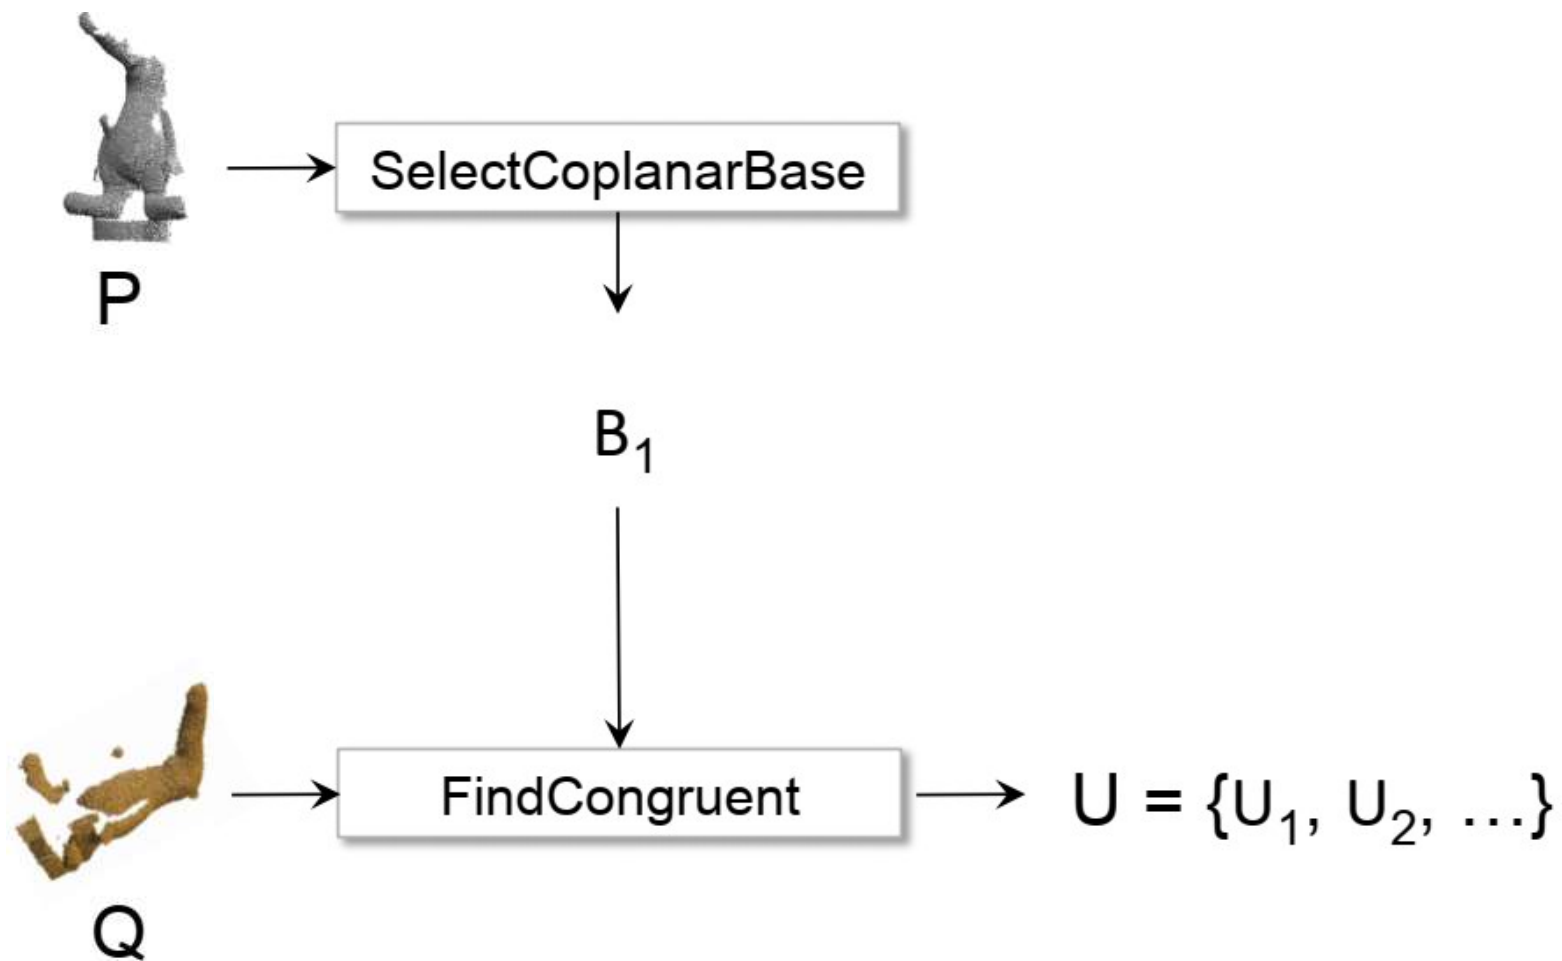 SelectCoplanarBase
P
B₁
FindCongruent
U = {U₁, U₂, …}
Q